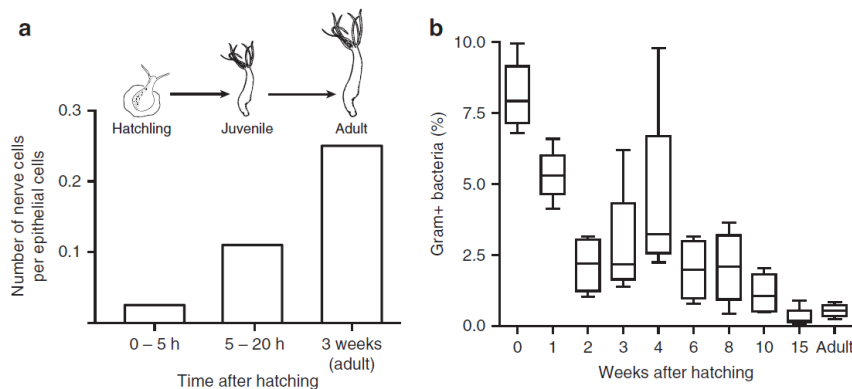 a
Hatchling Juvenile Adult
Number of nerve cells
per epithelial cells
0.3
0.2
0.1
0 – 5 h 5 – 20 h 3 weeks
(adult)
Time after hatching
b
Gram+ bacteria (%)
10.0
7.5
5.0
2.5
0.0
0 1 2 3 4 6 8 10 15 Adult
Weeks after hatching